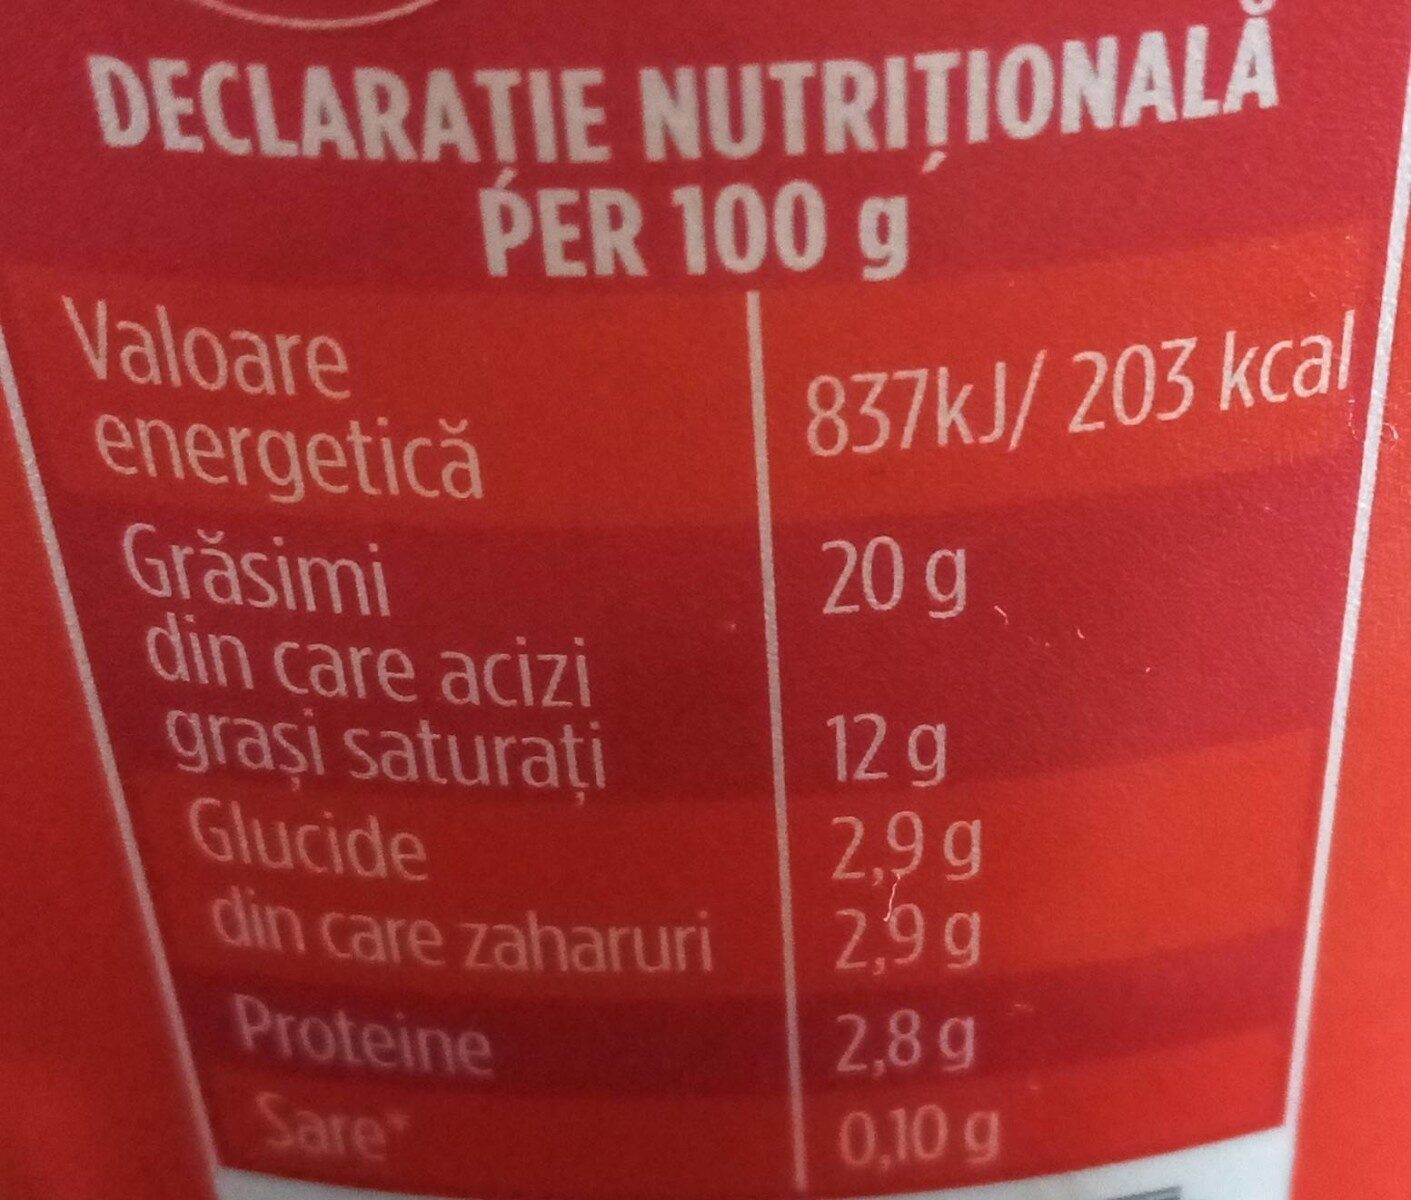 DECLARAȚIE NUTRIȚIONALĂ
PER 100 g
Valoare
energetică 837kJ/ 203 kcal
Grăsimi 20 g
din care acizi
grași saturați 12 g
Glucide 2,9 g
din care zaharuri 2,9 g
Proteine 2,8 g
Sare* 0,10 g